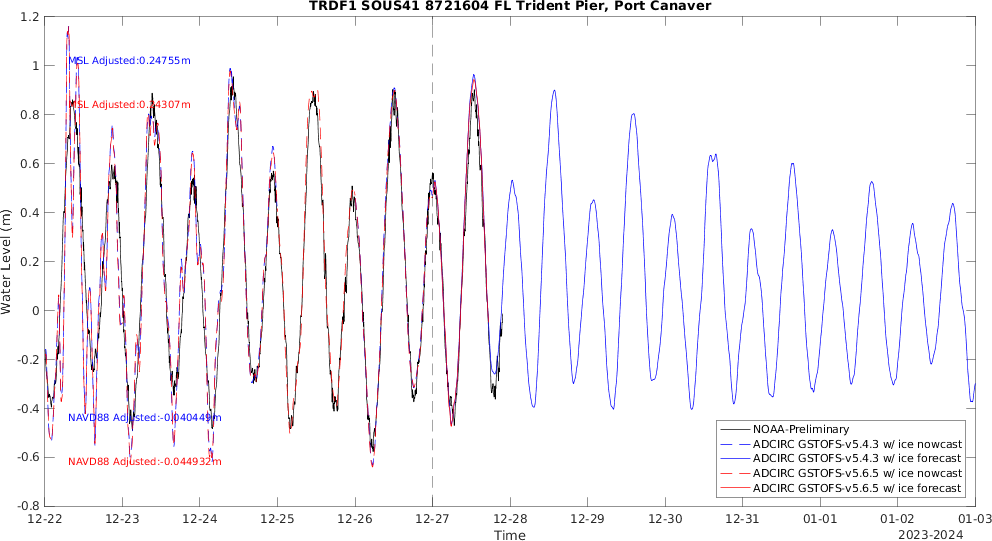 TRDF1 SOUS41 8721604 FL Trident Pier, Port Canaver
1.2
1
0.8
0.6
0.4
0.2
0
-0.2
-0.4
-0.6
-0.8
Water Level (m)
MSL Adjusted:0.24755m
MSL Adjusted:0.24307m
NAVD88 Adjusted:-0.040449m
NAVD88 Adjusted:-0.044932m
NOAA-Preliminary
ADCIRC GSTOFS-v5.4.3 w/ ice nowcast
ADCIRC GSTOFS-v5.4.3 w/ ice forecast
ADCIRC GSTOFS-v5.6.5 w/ ice nowcast
ADCIRC GSTOFS-v5.6.5 w/ ice forecast
12-22 12-23 12-24 12-25 12-26 12-27 12-28 12-29 12-30 12-31 01-01 01-02 01-03
Time
2023-2024